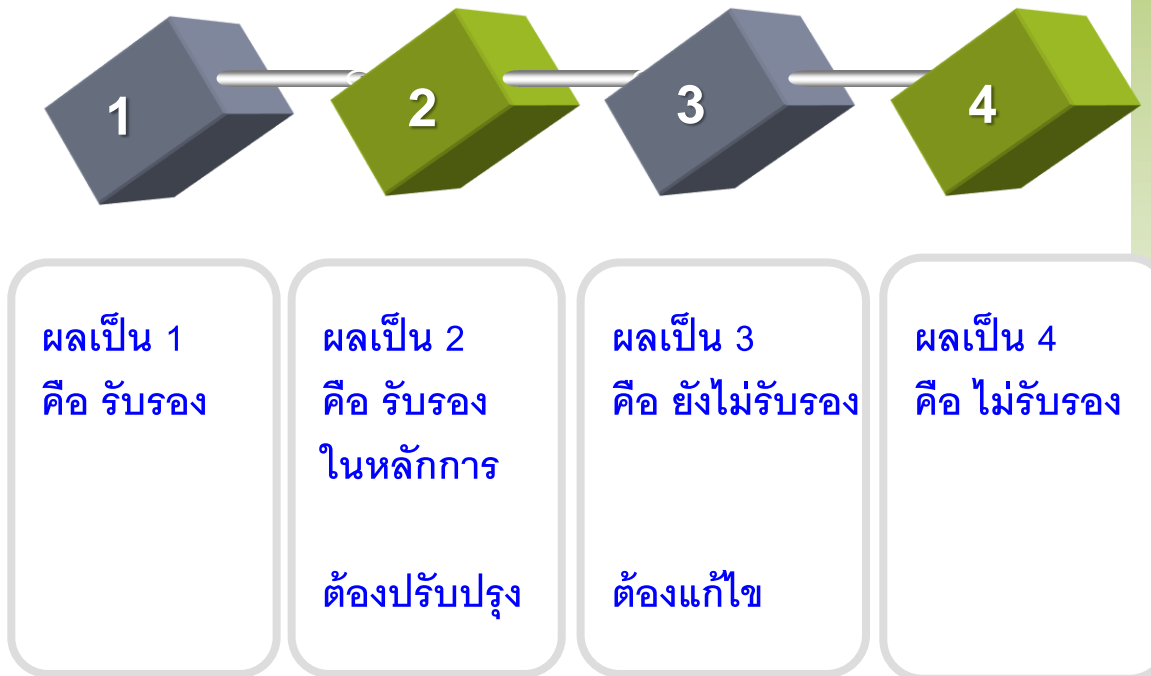 1
2
3
4
ผลเป็น 1
คือ รับรอง
ผลเป็น 2
คือ รับรอง
ในหลักการ
ต้องปรับปรุง
ผลเป็น 3
คือ ยังไม่รับรอง
ต้องแก้ไข
ผลเป็น 4
คือ ไม่รับรอง